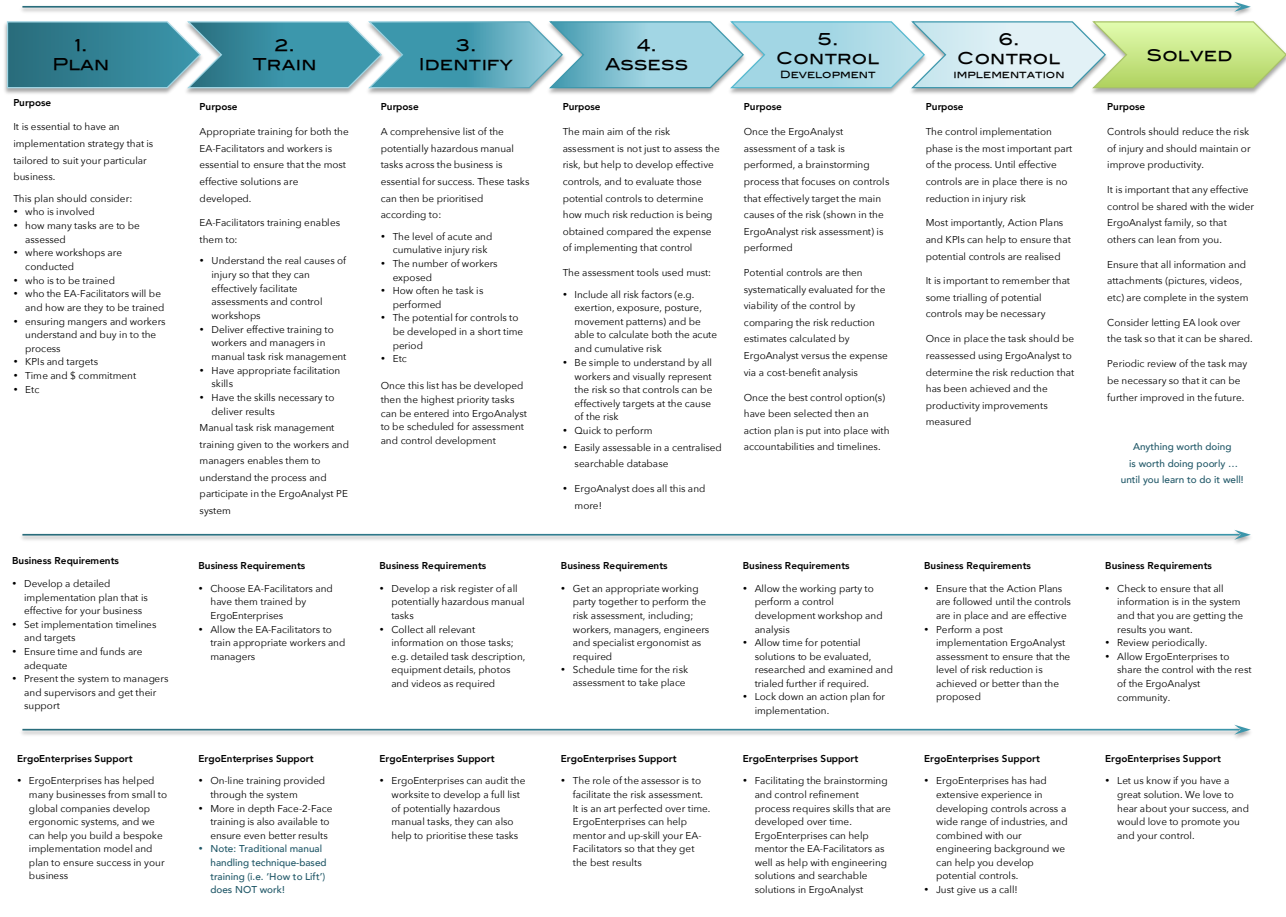 1.
PLAN
2.
TRAIN
3.
IDENTIFY
4.
ASSESS
5.
CONTROL
DEVELOPMENT
6.
CONTROL
IMPLEMENTATION
SOLVED
Purpose
It is essential to have an
implementation strategy that is
tailored to suit your particular
business.
This plan should consider:
• who is involved
• how many tasks are to be
assessed
• where workshops are
conducted
• who is to be trained
• who the EA-Facilitators will be
and how are they to be trained
• ensuring mangers and workers
understand and buy in to the
process
• KPIs and targets
• Time and $ commitment
• Etc
Purpose
Appropriate training for both the
EA-Facilitators and workers is
essential to ensure that the most
effective solutions are
developed.
EA-Facilitators training enables
them to:
• Understand the real causes of
injury so that they can
effectively facilitate
assessments and control
workshops
• Deliver effective training to
workers and managers in
manual task risk management
• Have appropriate facilitation
skills
• Have the skills necessary to
deliver results
Manual task risk management
training given to the workers and
managers enables them to
understand the process and
participate in the ErgoAnalyst PE
system
Purpose
A comprehensive list of the
potentially hazardous manual
tasks across the business is
essential for success. These tasks
can then be prioritised
according to:
• The level of acute and
cumulative injury risk
• The number of workers
exposed
• How often he task is
performed
• The potential for controls to
be developed in a short time
period
• Etc
Once this list has be developed
then the highest priority tasks
can be entered into ErgoAnalyst
to be scheduled for assessment
and control development
Purpose
The main aim of the risk
assessment is not just to assess the
risk, but help to develop effective
controls, and to evaluate those
potential controls to determine
how much risk reduction is being
obtained compared the expense
of implementing that control
The assessment tools used must:
• Include all risk factors (e.g.
exertion, exposure, posture,
movement patterns) and be
able to calculate both the acute
and cumulative risk
• Be simple to understand by all
workers and visually represent
the risk so that controls can be
effectively targets at the cause
of the risk
• Quick to perform
• Easily assessable in a centralised
searchable database
• ErgoAnalyst does all this and
more!
Purpose
Once the ErgoAnalyst
assessment of a task is
performed, a brainstorming
process that focuses on controls
that effectively target the main
causes of the risk (shown in the
ErgoAnalyst risk assessment) is
performed
Potential controls are then
systematically evaluated for the
viability of the control by
comparing the risk reduction
estimates calculated by
ErgoAnalyst versus the expense
via a cost-benefit analysis
Once the best control option(s)
have been selected then an
action plan is put into place with
accountabilities and timelines.
Purpose
The control implementation
phase is the most important part
of the process. Until effective
controls are in place there is no
reduction in injury risk
Most importantly, Action Plans
and KPIs can help to ensure that
potential controls are realised
It is important to remember that
some trialling of potential
controls may be necessary
Once in place the task should be
reassessed using ErgoAnalyst to
determine the risk reduction that
has been achieved and the
productivity improvements
measured
Purpose
Controls should reduce the risk
of injury and should maintain or
improve productivity.
It is important that any effective
control be shared with the wider
ErgoAnalyst family, so that
others can lean from you.
Ensure that all information and
attachments (pictures, videos,
etc) are complete in the system
Consider letting EA look over
the task so that it can be shared.
Periodic review of the task may
be necessary so that it can be
further improved in the future.
Anything worth doing
is worth doing poorly ...
until you learn to do it well!
Business Requirements
• Develop a detailed
implementation plan that is
effective for your business
• Set implementation timelines
and targets
• Ensure time and funds are
adequate
• Present the system to managers
and supervisors and get their
support
Business Requirements
• Choose EA-Facilitators and
have them trained by
ErgoEnterprises
• Allow the EA-Facilitators to
train appropriate workers and
managers
Business Requirements
• Develop a risk register of all
potentially hazardous manual
tasks
• Collect all relevant
information on those tasks;
e.g. detailed task description,
equipment details, photos
and videos as required
Business Requirements
• Get an appropriate working
party together to perform the
risk assessment, including;
workers, managers, engineers
and specialist ergonomist as
required
• Schedule time for the risk
assessment to take place
Business Requirements
• Allow the working party to
perform a control
development workshop and
analysis
• Allow time for potential
solutions to be evaluated,
researched and examined and
trialed further if required.
• Lock down an action plan for
implementation.
Business Requirements
• Ensure that the Action Plans
are followed until the controls
are in place and are effective
• Perform a post
implementation ErgoAnalyst
assessment to ensure that the
level of risk reduction is
achieved or better than the
proposed
Business Requirements
• Check to ensure that all
information is in the system
and that you are getting the
results you want.
• Review periodically.
• Allow ErgoEnterprises to
share the control with the rest
of the ErgoAnalyst
community.
ErgoEnterprises Support
• ErgoEnterprises has helped
many businesses from small to
global companies develop
ergonomic systems, and we
can help you build a bespoke
implementation model and
plan to ensure success in your
business
ErgoEnterprises Support
• On-line training provided
through the system
• More in depth Face-2-Face
training is also available to
ensure even better results
• Note: Traditional manual
handling technique-based
training (i.e. ‘How to Lift’)
does NOT work!
ErgoEnterprises Support
• ErgoEnterprises can audit the
worksite to develop a full list
of potentially hazardous
manual tasks, they can also
help to prioritise these tasks
ErgoEnterprises Support
• The role of the assessor is to
facilitate the risk assessment.
It is an art perfected over time.
ErgoEnterprises can help
mentor and up-skill your EA-
Facilitators so that they get
the best results
ErgoEnterprises Support
• Facilitating the brainstorming
and control refinement
process requires skills that are
developed over time.
ErgoEnterprises can help
mentor the EA-Facilitators as
well as help with engineering
solutions and searchable
solutions in ErgoAnalyst
ErgoEnterprises Support
• ErgoEnterprises has had
extensive experience in
developing controls across a
wide range of industries, and
combined with our
engineering background we
can help you develop
potential controls.
• Just give us a call!
ErgoEnterprises Support
• Let us know if you have a
great solution. We love to
hear about your success, and
would love to promote you
and your control.